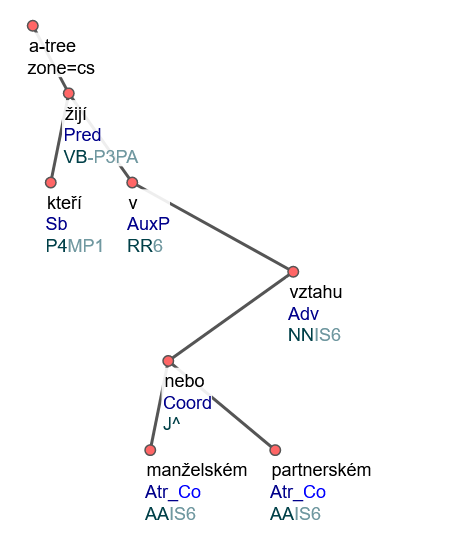 a-tree
zone=cs
žijí
Pred
VB-P3PA
kteří
Sb
P4MP1
v
AuxP
RR6
vztahu
Adv
NNIS6
nebo
Coord
J^
manželském
Atr_Co
AAIS6
partnerském
Atr_Co
AAIS6